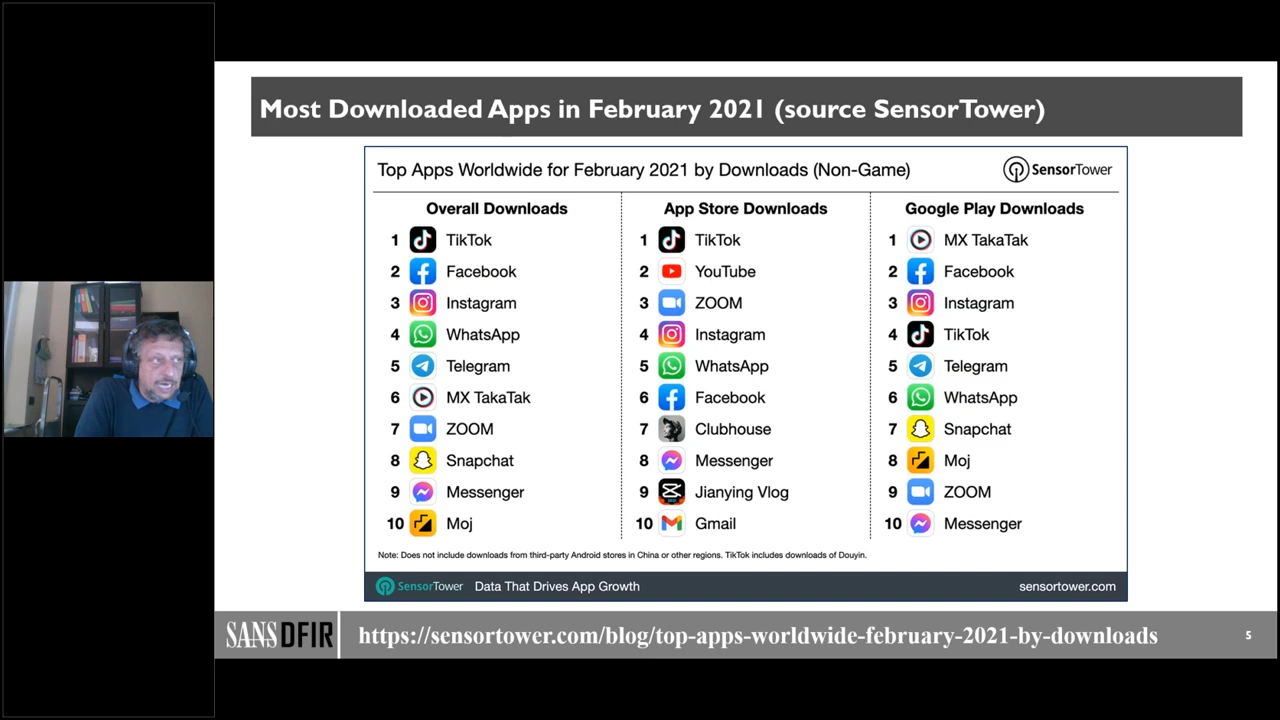 Most Downloaded Apps in February 2021 (source SensorTower)
Top Apps Worldwide for February 2021 by Downloads (Non-Game)
SensorTower
Overall Downloads
1 TikTok
2 Facebook
3 Instagram
4 WhatsApp
5 Telegram
6 MX TakaTak
7 ZOOM
8 Snapchat
9 Messenger
10 Moj
App Store Downloads
1 TikTok
2 YouTube
3 ZOOM
4 Instagram
5 WhatsApp
6 Facebook
7 Clubhouse
8 Messenger
9 Jianying Vlog
10 Gmail
Google Play Downloads
1 MX TakaTak
2 Facebook
3 Instagram
4 TikTok
5 Telegram
6 WhatsApp
7 Snapchat
8 Moj
9 ZOOM
10 Messenger
Note: Does not include downloads from third-party Android stores in China or other regions. TikTok includes downloads of Douyin.
SensorTower Data That Drives App Growth sensortower.com
SANS DFIR https://sensortower.com/blog/top-apps-worldwide-february-2021-by-downloads 5